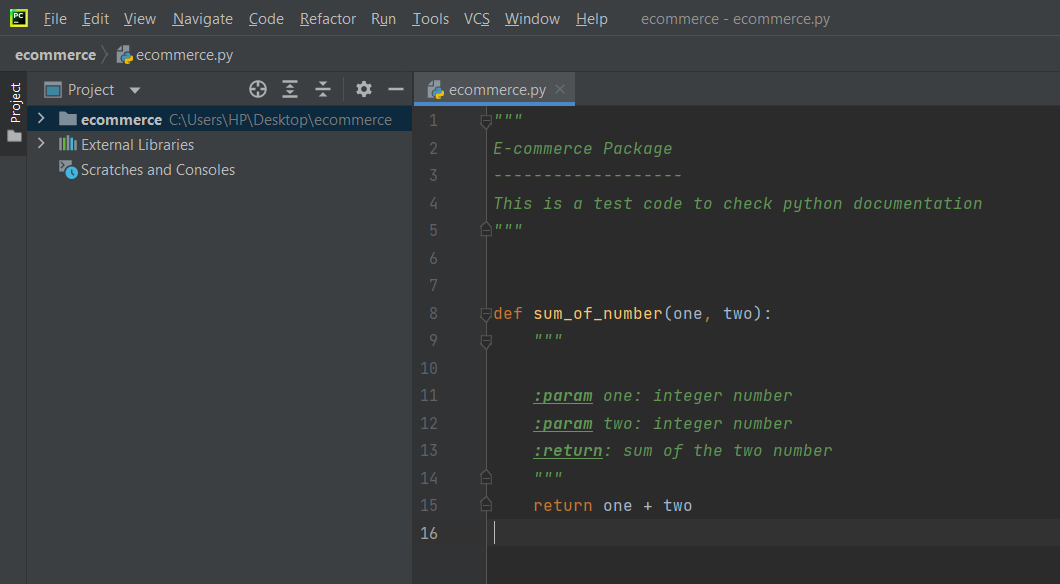 PC File Edit View Navigate Code Refactor Run Tools VCS Window Help ecommerce - ecommerce.py
ecommerce ecommerce.py
Project
Project
ecommerce.py ×
ecommerce C:\Users\HP\Desktop\ecommerce
External Libraries
Scratches and Consoles
1 """
2 E-commerce Package
3 -------------------
4 This is a test code to check python documentation
5 """
6
7
8 def sum_of_number(one, two):
9 """
10
11 :param one: integer number
12 :param two: integer number
13 :return: sum of the two number
14 """
15 return one + two
16